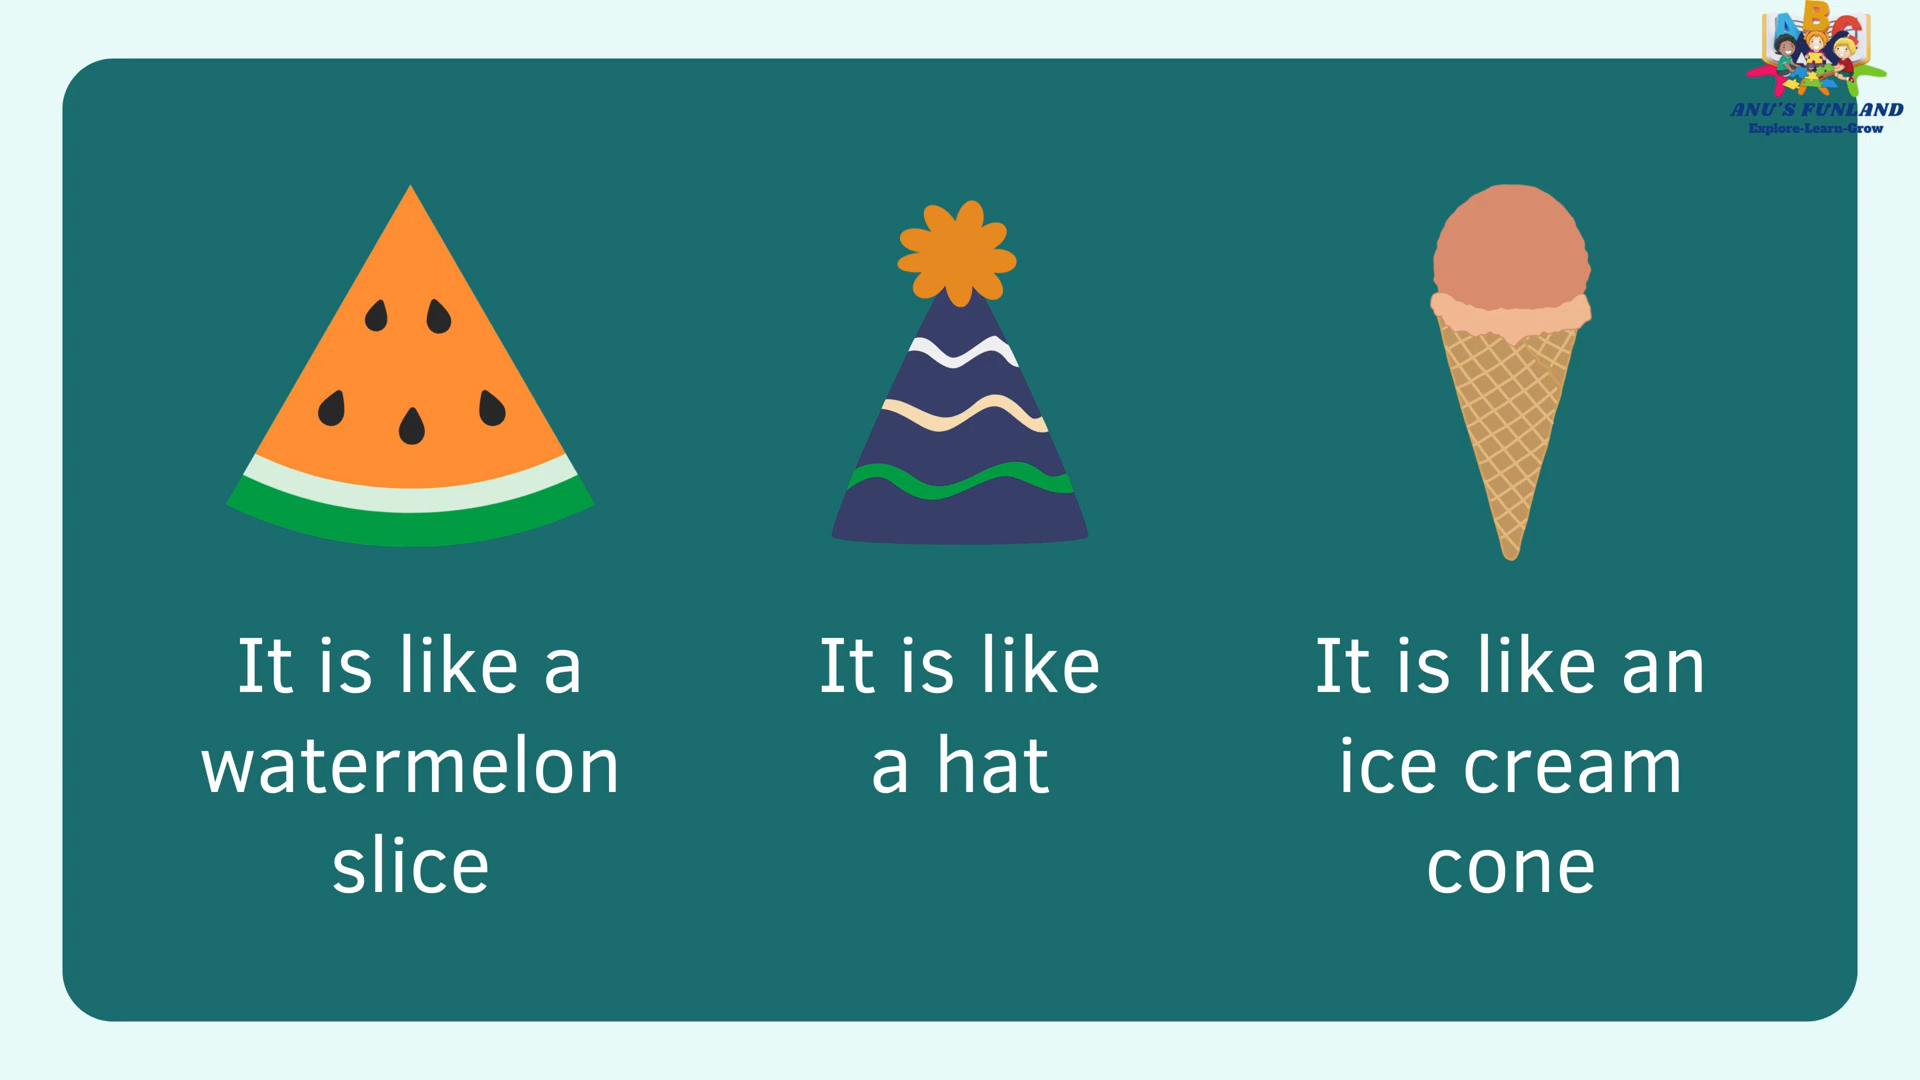 ABC
ANU'S FUNLAND
Explore-Learn-Grow
It is like a
watermelon
slice
It is like
a hat
It is like an
ice cream
cone